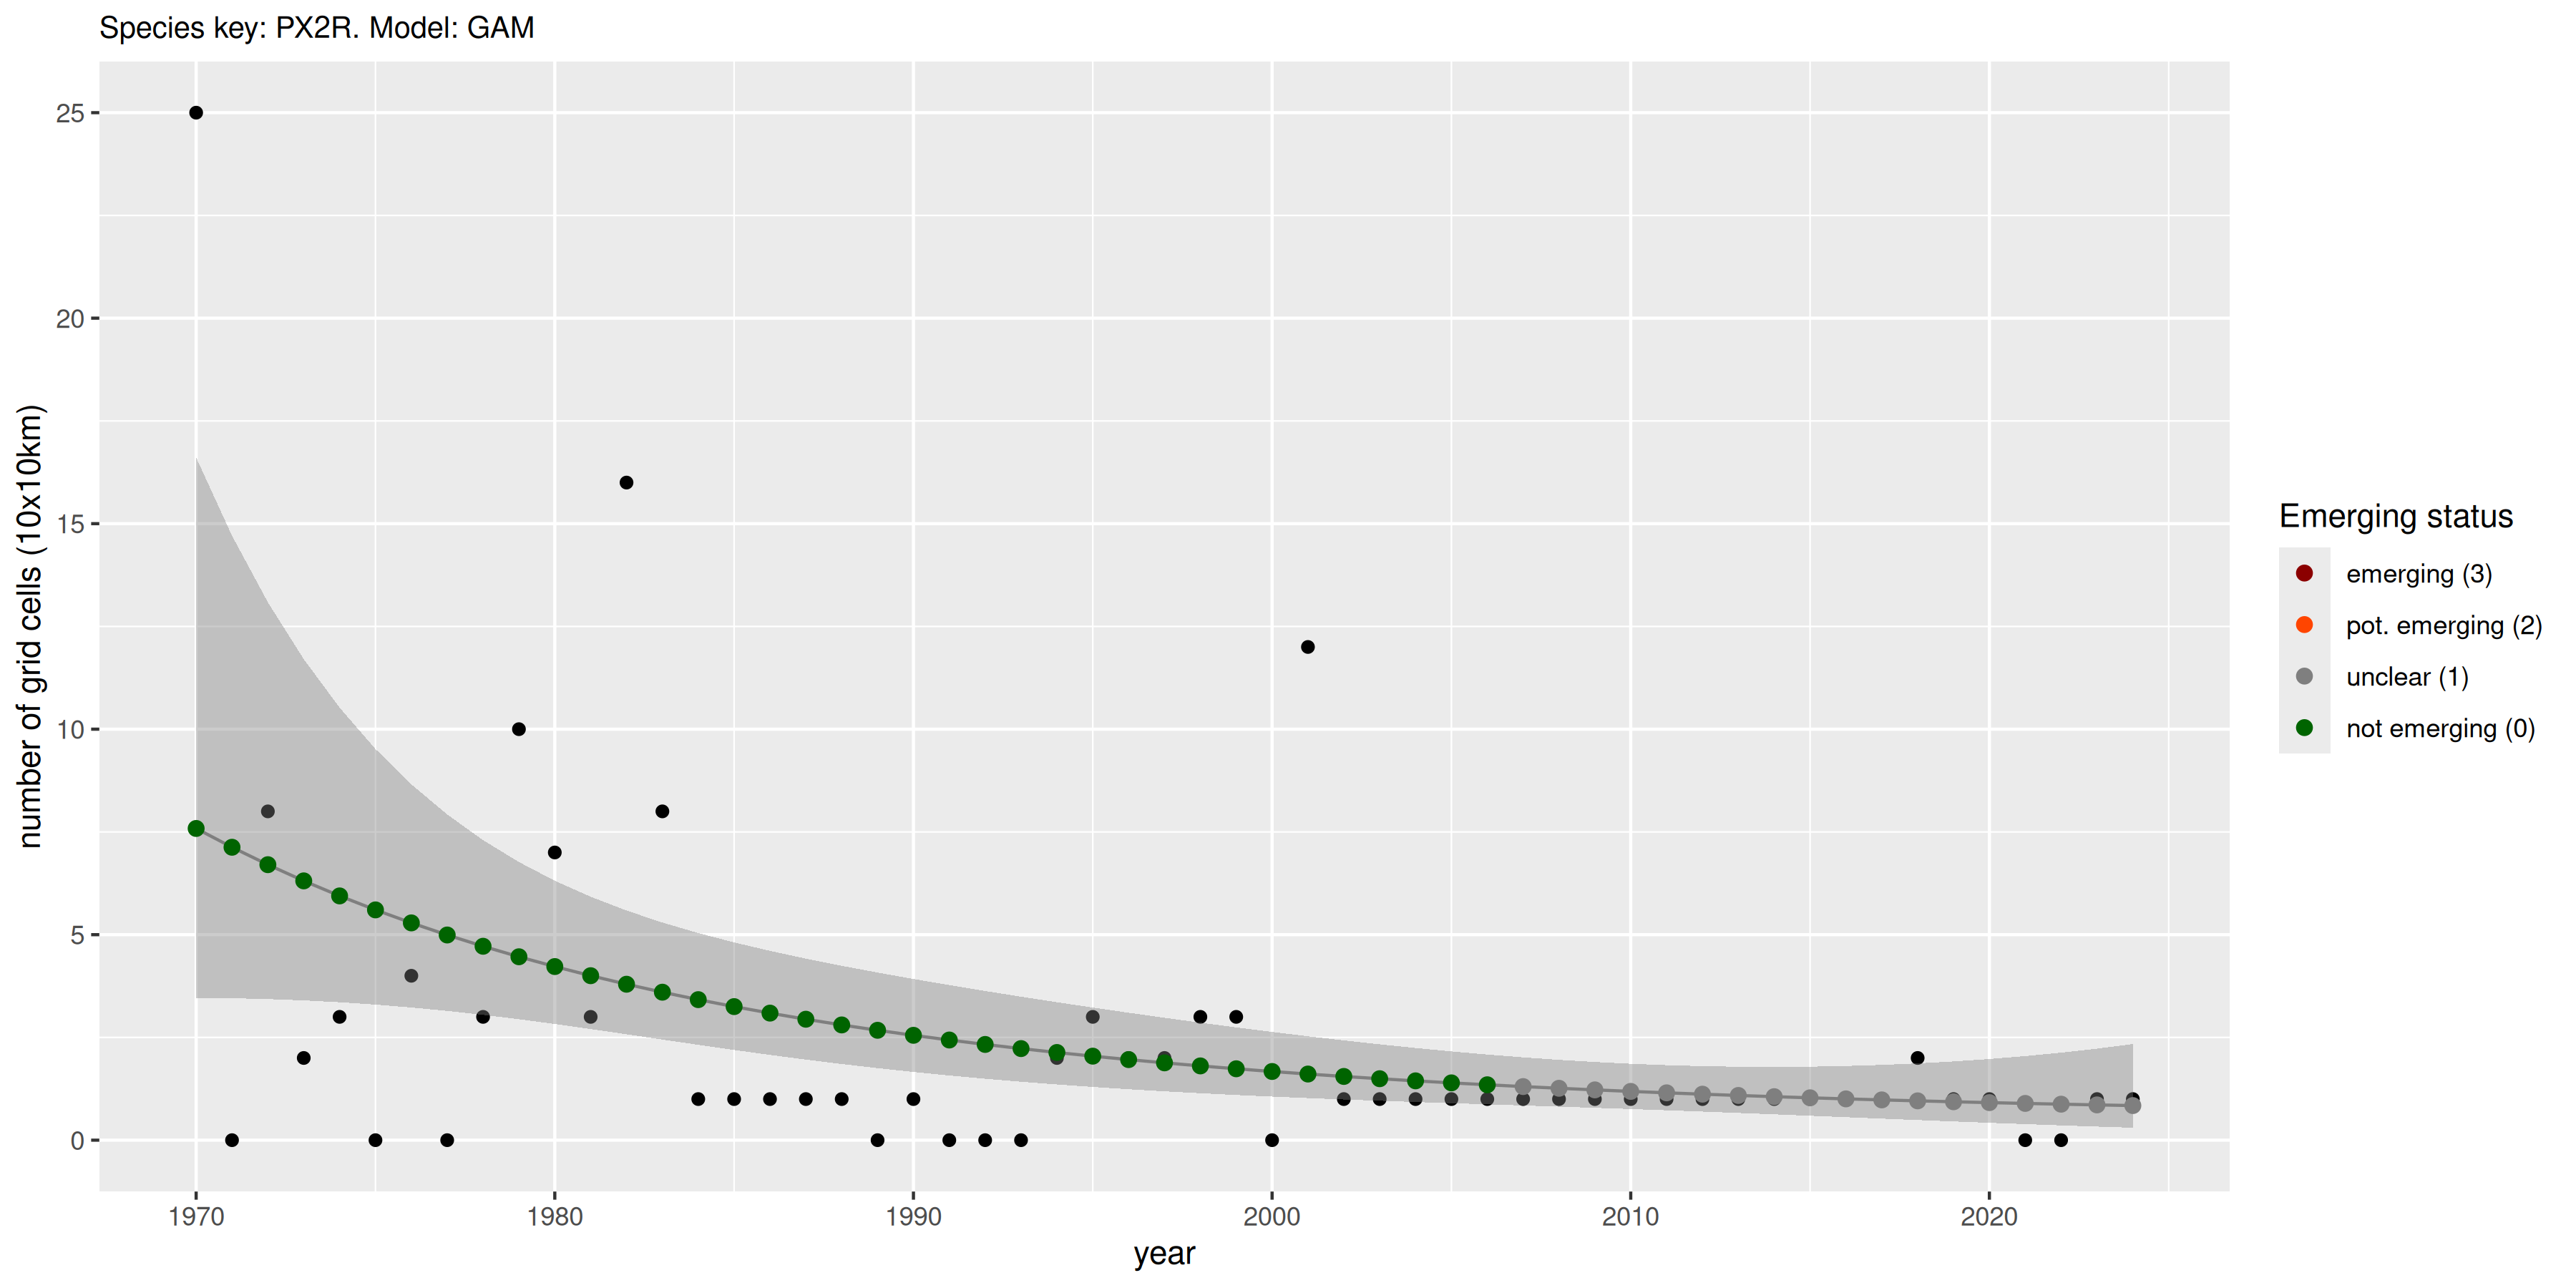 Species key: PX2R. Model: GAM
number of grid cells (10x10km)
25
20
15
10
5
0
1970 1980 1990 2000 2010 2020
year
Emerging status
emerging (3)
pot. emerging (2)
unclear (1)
not emerging (0)